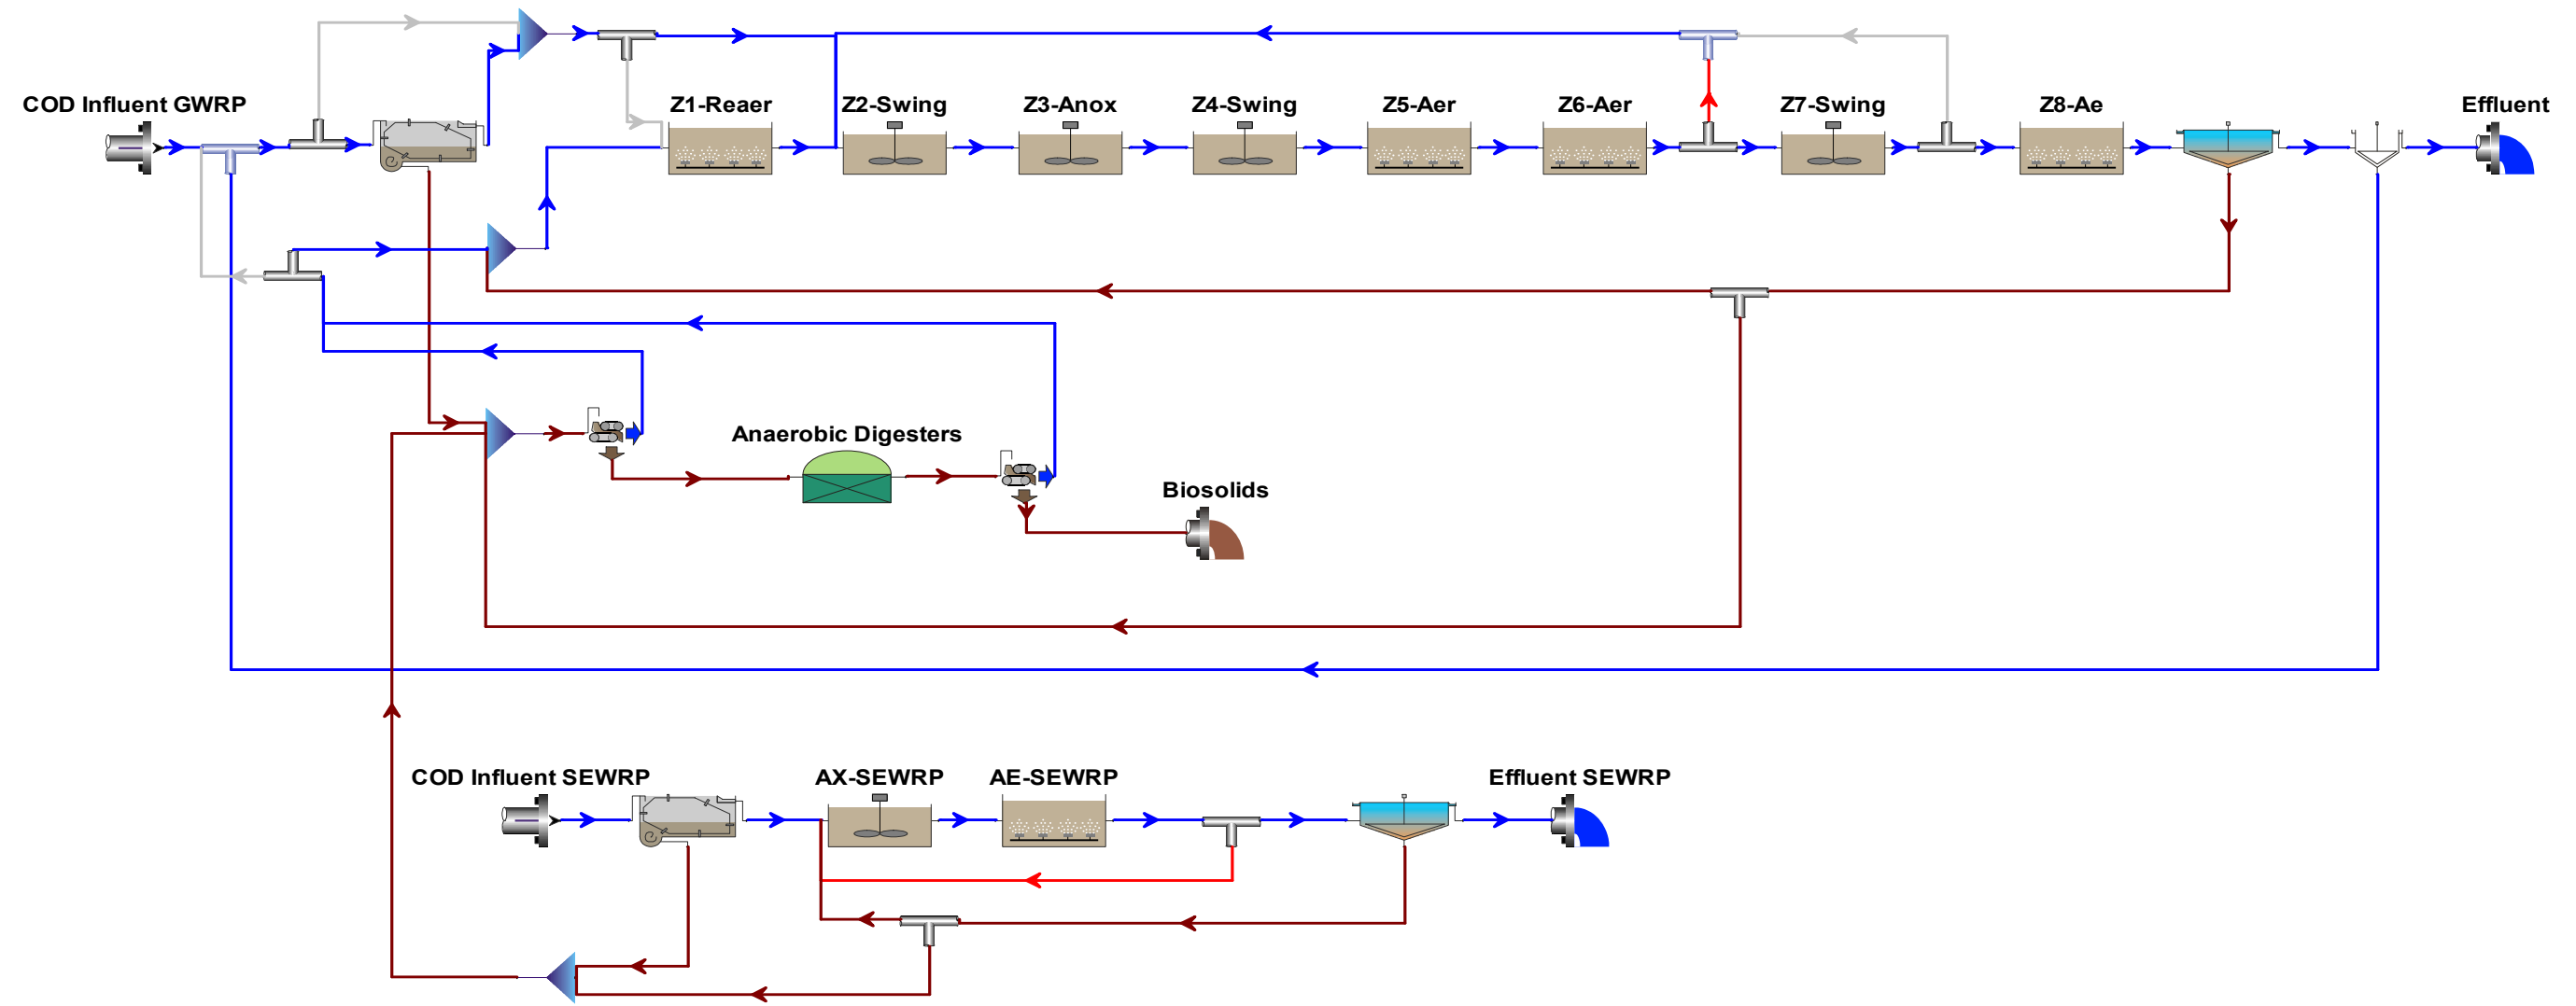 COD Influent GWRP
Z1-Reaer
Z2-Swing
Z3-Anox
Z4-Swing
Z5-Aer
Z6-Aer
Z7-Swing
Z8-Ae
Effluent
Anaerobic Digesters
Biosolids
COD Influent SEWRP
AX-SEWRP
AE-SEWRP
Effluent SEWRP